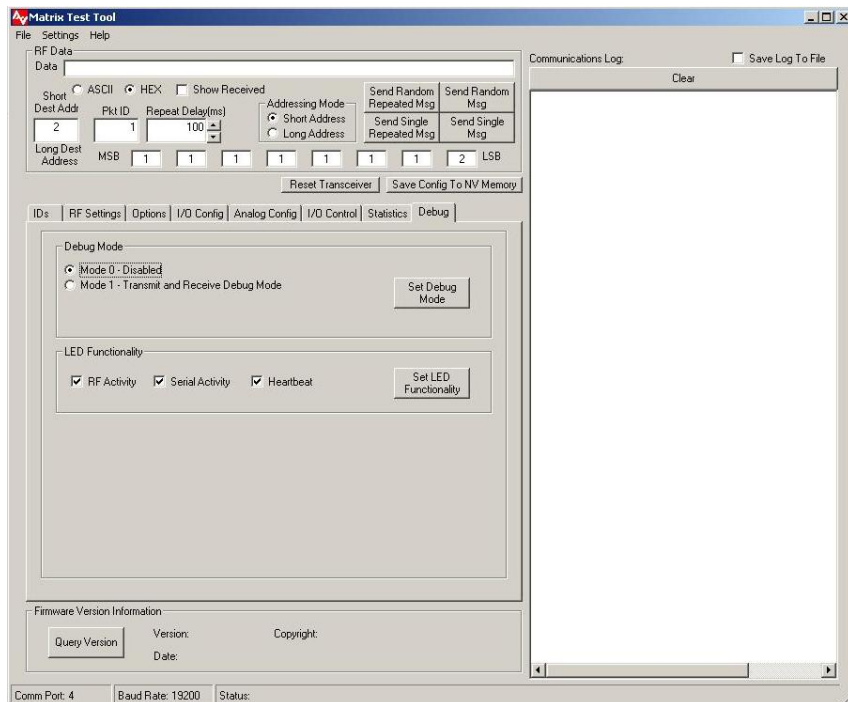 Matrix Test Tool
File Settings Help
RF Data
Data
Short Dest Addr
ASCII HEX Show Received
Pkt ID Repeat Delay(ms)
2 1 100
Addressing Mode
Short Address
Long Address
Send Random Repeated Msg
Send Random Msg
Send Single Repeated Msg
Send Single Msg
Long Dest Address
MSB 1 1 1 1 1 1 1 2 LSB
Reset Transceiver Save Config To NV Memory
IDs RF Settings Options I/O Config Analog Config I/O Control Statistics Debug
Debug Mode
Mode 0 - Disabled
Mode 1 - Transmit and Receive Debug Mode
Set Debug Mode
LED Functionality
RF Activity Serial Activity Heartbeat
Set LED Functionality
Firmware Version Information
Query Version
Version: Copyright:
Date:
Comm Port: 4 Baud Rate: 19200 Status:
Communications Log: Save Log To File
Clear